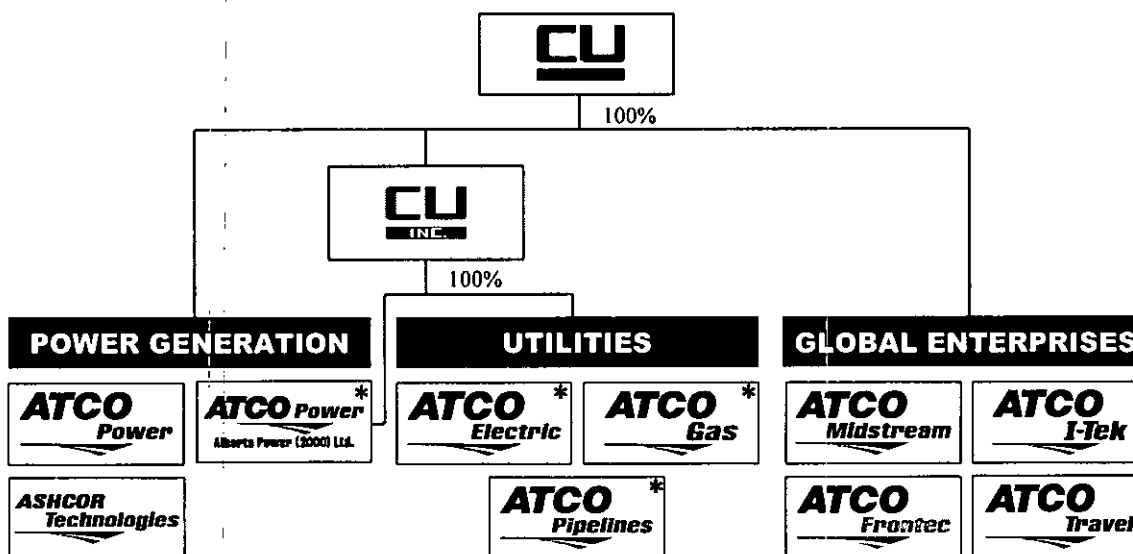 CU
100%
CU
INC.
100%
POWER GENERATION
UTILITIES
GLOBAL ENTERPRISES
ATCO
Power
ATCO Power*
Alberta Power (2000) Ltd.
ATCO *
Electric
ATCO *
Gas
ATCO
Midstream
ATCO
I-Tek
ASHCOR
Technologies
ATCO *
Pipelines
ATCO
Frontec
ATCO
Travel